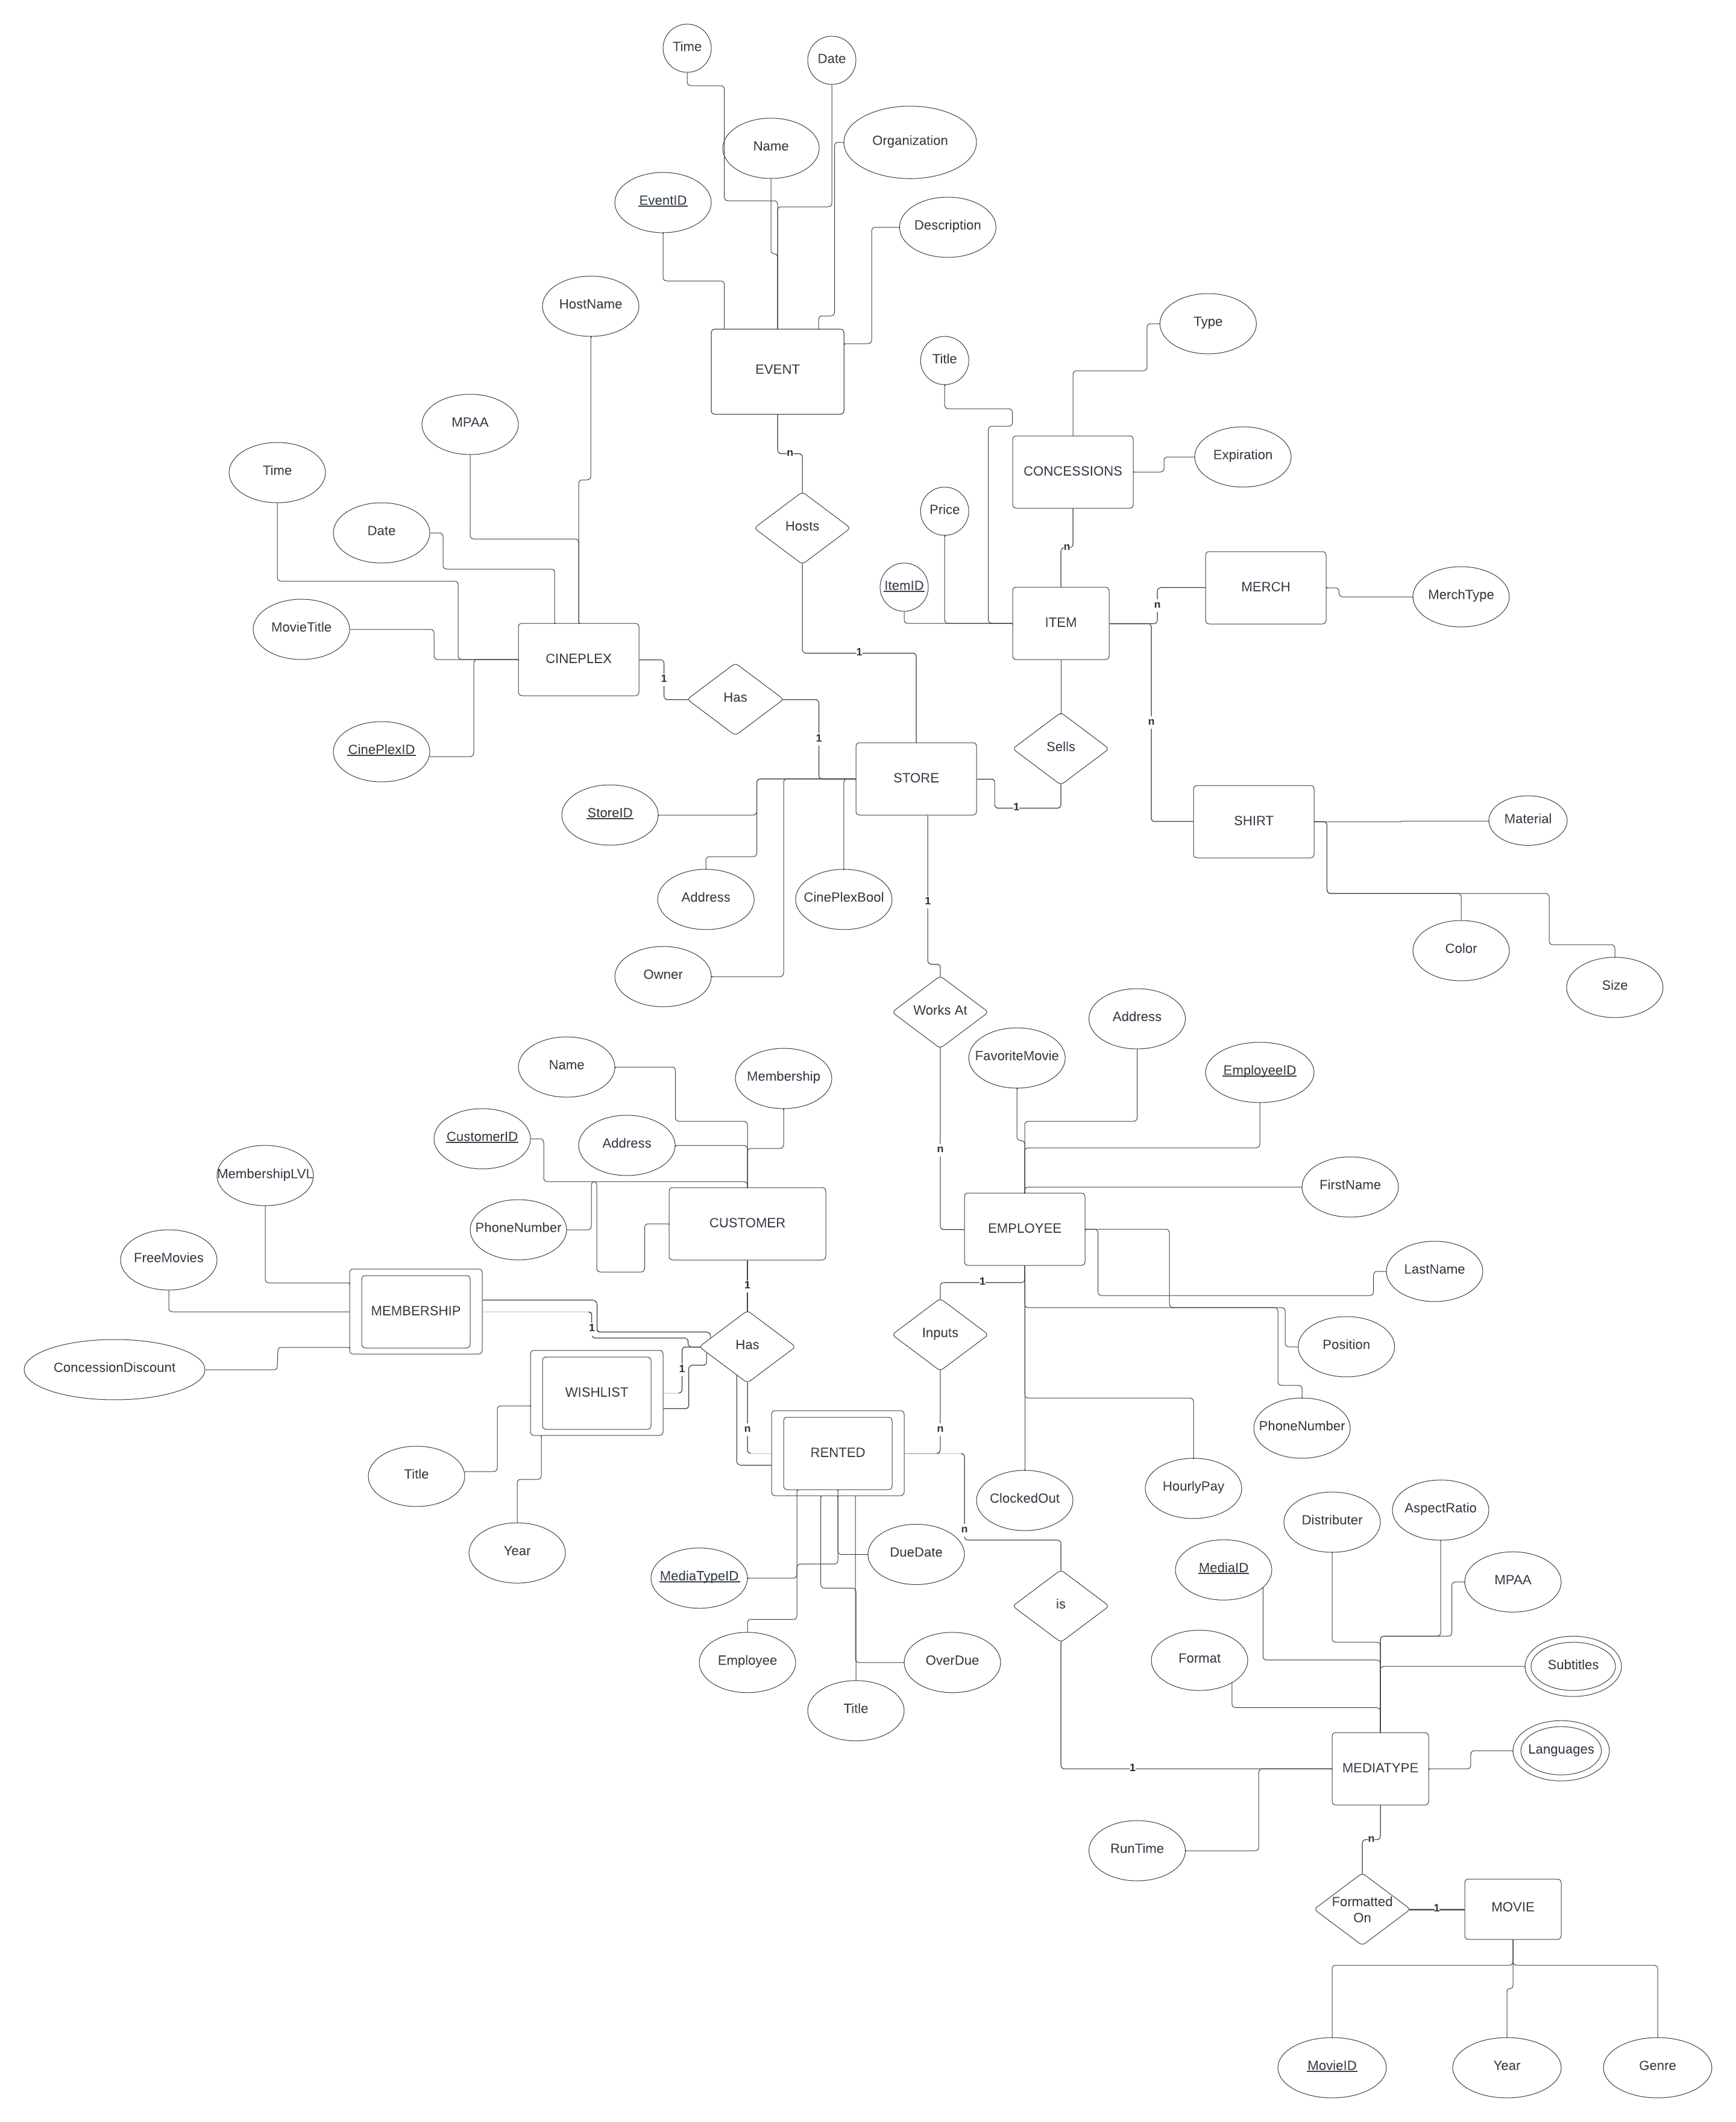 Time
Date
Name
Organization
EventID
Description
HostName
Type
Title
EVENT
MPAA
n
Expiration
CONCESSIONS
Time
Price
Hosts
Date
n
ItemID
MERCH
MerchType
n
ITEM
MovieTitle
1
CINEPLEX
1
Has
n
1
Sells
CinePlexID
STORE
1
StoreID
SHIRT
Material
Address
CinePlexBool
1
Color
Owner
Size
Works At
Address
FavoriteMovie
Name
Membership
EmployeeID
CustomerID
Address
n
MembershipLVL
FirstName
PhoneNumber
CUSTOMER
EMPLOYEE
FreeMovies
LastName
1
1
MEMBERSHIP
1
Has
Inputs
Position
ConcessionDiscount
1
WISHLIST
n
n
PhoneNumber
RENTED
Title
HourlyPay
ClockedOut
AspectRatio
Distributer
n
Year
DueDate
MediaTypeID
MediaID
MPAA
is
Employee
OverDue
Format
Subtitles
Title
Languages
1
MEDIATYPE
n
RunTime
Formatted
On
1
MOVIE
MovieID
Year
Genre